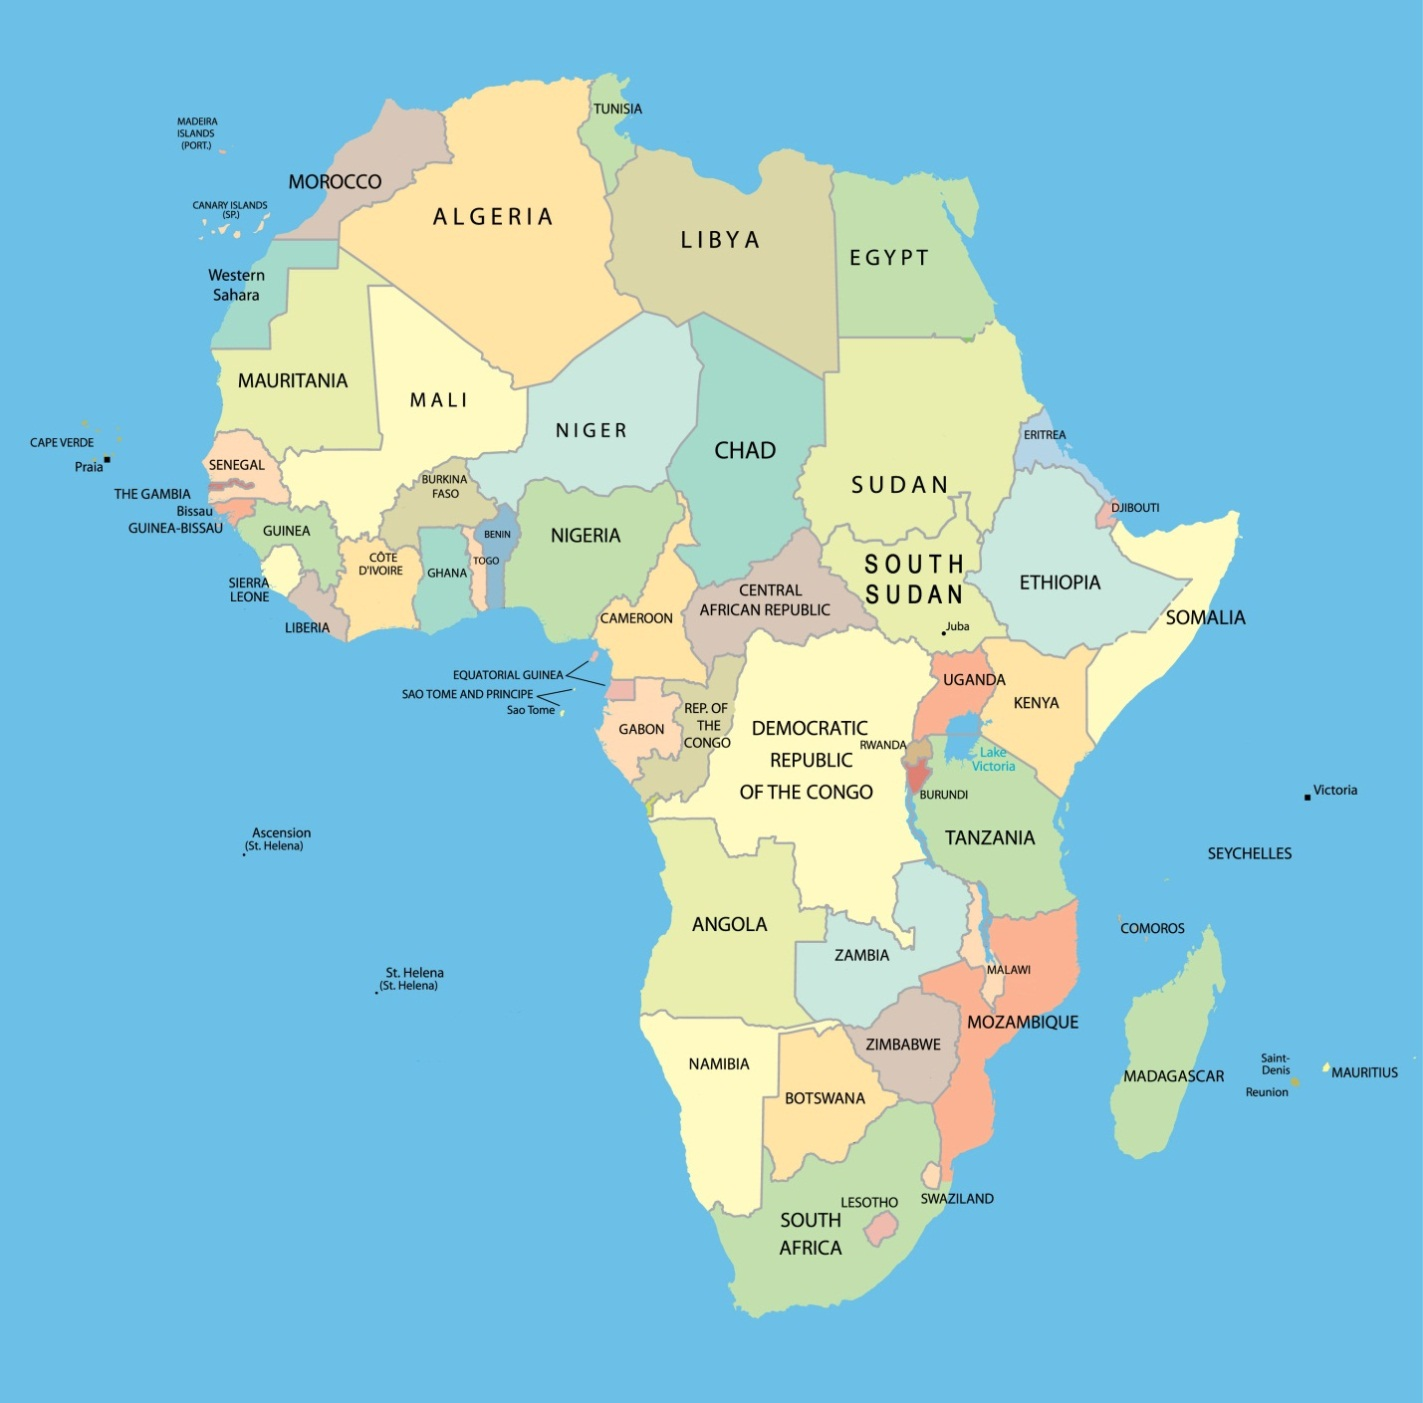 TUNISIA
MADEIRA
ISLANDS
(PORT.)
MOROCCO
CANARY ISLANDS
(SP.)
ALGERIA
LIBYA
EGYPT
Western
Sahara
MAURITANIA
MALI
NIGER
CHAD
SUDAN
ERITREA
CAPE VERDE
Praia
SENEGAL
THE GAMBIA
Bissau
GUINEA-BISSAU
BURKINA
FASO
DJIBOUTI
GUINEA
NIGERIA
BENIN
CÔTE
D'IVOIRE
GHANA
TOGO
SOUTH
SUDAN
ETHIOPIA
SIERRA
LEONE
CENTRAL
AFRICAN REPUBLIC
LIBERIA
CAMEROON
SOMALIA
Juba
EQUATORIAL GUINEA
SAO TOME AND PRINCIPE
Sao Tome
UGANDA
KENYA
GABON
REP. OF
THE
CONGO
DEMOCRATIC
REPUBLIC
OF THE CONGO
RWANDA
Lake
Victoria
BURUNDI
Victoria
TANZANIA
Ascension
(St. Helena)
SEYCHELLES
ANGOLA
COMOROS
ZAMBIA
MALAWI
St. Helena
(St. Helena)
MOZAMBIQUE
ZIMBABWE
NAMIBIA
BOTSWANA
MADAGASCAR
Saint-
Denis
Reunion
MAURITIUS
SWAZILAND
LESOTHO
SOUTH
AFRICA